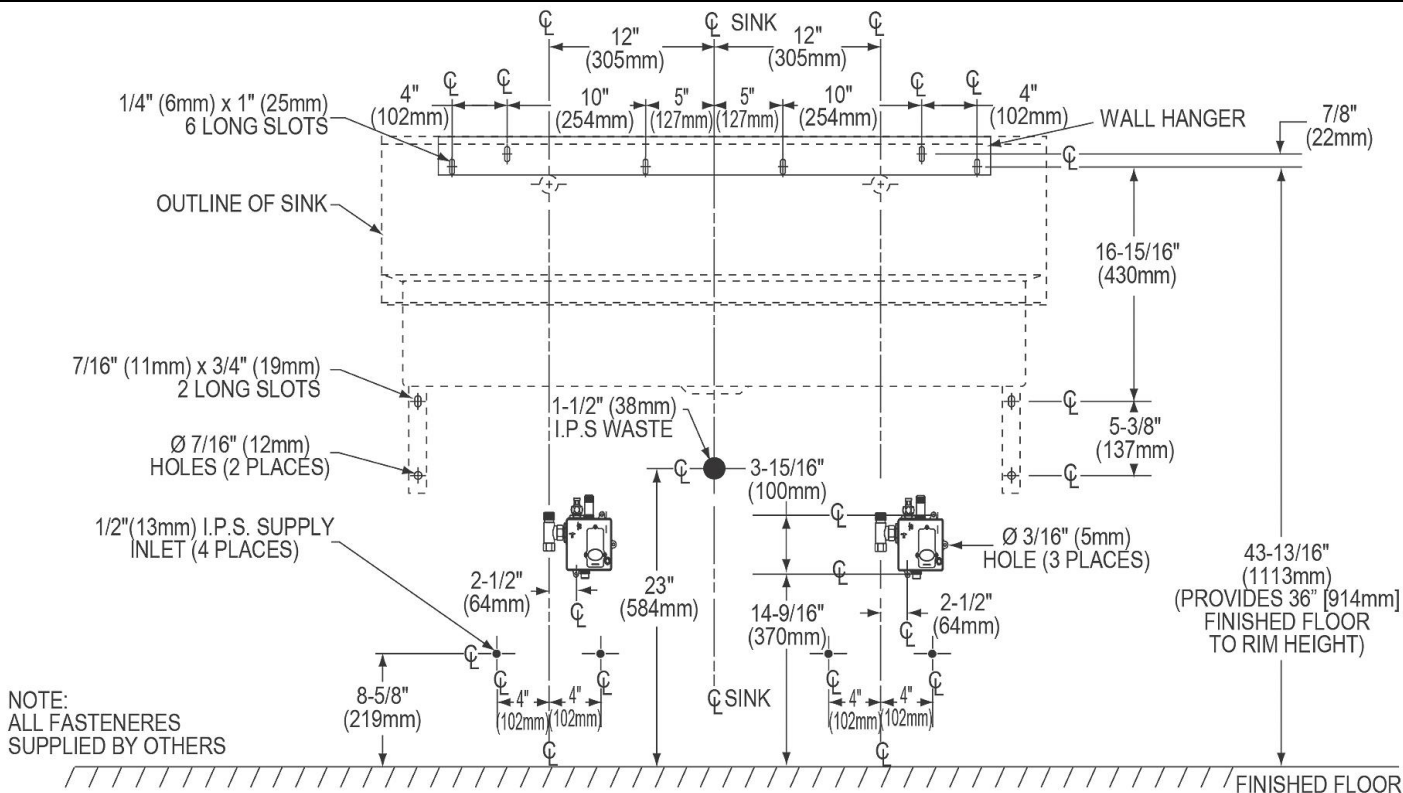 ℄ ℄ SINK ℄
12"
(305mm)
12"
(305mm)
℄ ℄ ℄ ℄
1/4" (6mm) x 1" (25mm)
6 LONG SLOTS
4"
(102mm)
10"
(254mm)
5"
(127mm)
5"
(127mm)
10"
(254mm)
4"
(102mm)
WALL HANGER
7/8"
(22mm)
℄
OUTLINE OF SINK
16-15/16"
(430mm)
7/16" (11mm) x 3/4" (19mm)
2 LONG SLOTS
℄
1-1/2" (38mm)
I.P.S WASTE
5-3/8"
(137mm)
Ø 7/16" (12mm)
HOLES (2 PLACES)
℄
℄
3-15/16"
(100mm)
℄
1/2"(13mm) I.P.S. SUPPLY
INLET (4 PLACES)
Ø 3/16" (5mm)
HOLE (3 PLACES)
℄
43-13/16"
(1113mm)
(PROVIDES 36” [914mm]
FINISHED FLOOR
TO RIM HEIGHT)
2-1/2"
(64mm)
℄
23"
(584mm)
14-9/16"
(370mm)
2-1/2"
(64mm)
℄
℄
8-5/8"
(219mm)
℄ ℄
4"
(102mm)
4"
(102mm)
℄ SINK
℄ ℄
4"
(102mm)
4"
(102mm)
NOTE:
ALL FASTENERES
SUPPLIED BY OTHERS
℄ ℄
FINISHED FLOOR